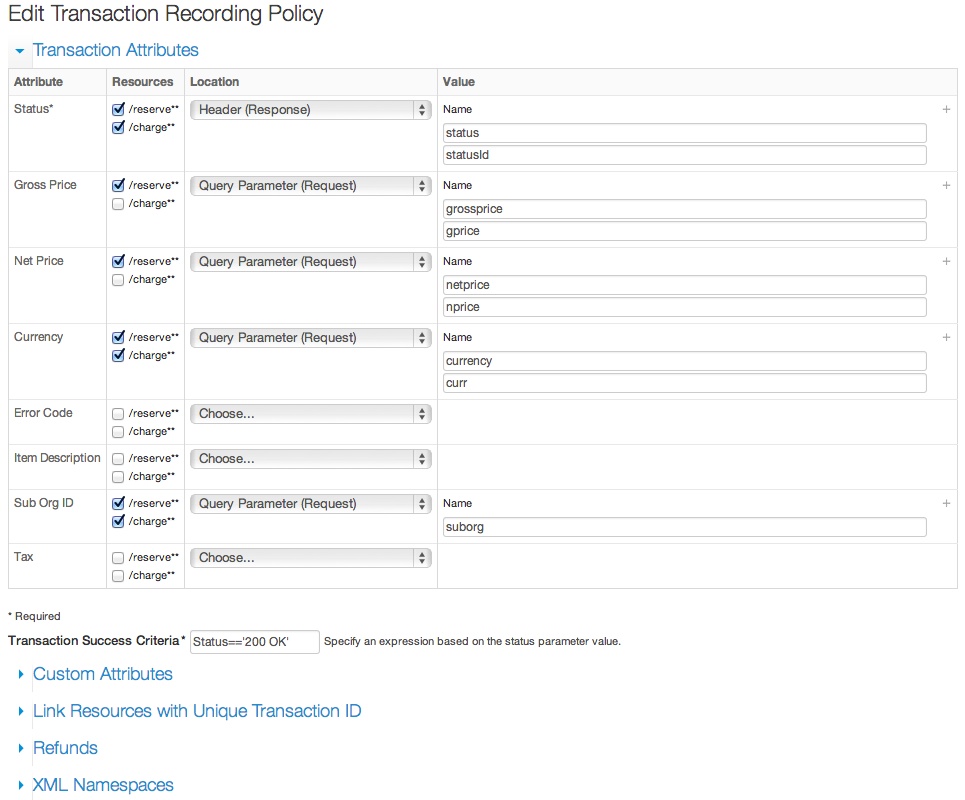 Edit Transaction Recording Policy
Transaction Attributes
Attribute Resources Location Value
Status* /reserve** Header (Response) Name +
/charge**
status
statusId
Gross Price /reserve** Query Parameter (Request) Name +
/charge**
grossprice
gprice
Net Price /reserve** Query Parameter (Request) Name +
/charge**
netprice
nprice
Currency /reserve** Query Parameter (Request) Name +
/charge**
currency
curr
Error Code /reserve** Choose...
/charge**
Item Description /reserve** Choose...
/charge**
Sub Org ID /reserve** Query Parameter (Request) Name +
/charge**
suborg
Tax /reserve** Choose...
/charge**
* Required
Transaction Success Criteria* Status=='200 OK' Specify an expression based on the status parameter value.
Custom Attributes
Link Resources with Unique Transaction ID
Refunds
XML Namespaces